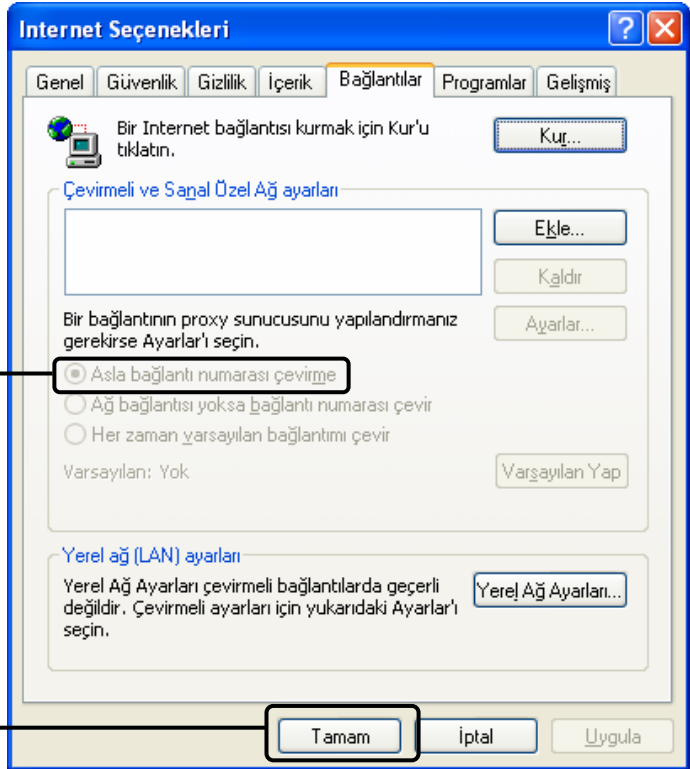 Internet Seçenekleri
Genel Güvenlik Gizlilik İçerik Bağlantılar Programlar Gelişmiş
Bir Internet bağlantısı kurmak için Kur'u
tıklatın.
Kur...
Çevirmeli ve Sanal Özel Ağ ayarları
Ekle...
Kaldır
Bir bağlantının proxy sunucusunu yapılandırmanız
gerekirse Ayarlar'ı seçin.
Ayarlar...
Asla bağlantı numarası çevirme
Ağ bağlantısı yoksa bağlantı numarası çevir
Her zaman varsayılan bağlantımı çevir
Varsayılan: Yok
Varsayılan Yap
Yerel ağ (LAN) ayarları
Yerel Ağ Ayarları çevirmeli bağlantılarda geçerli
değildir. Çevirmeli ayarları için yukarıdaki Ayarlar'ı
seçin.
Yerel Ağ Ayarları...
Tamam İptal Uygula